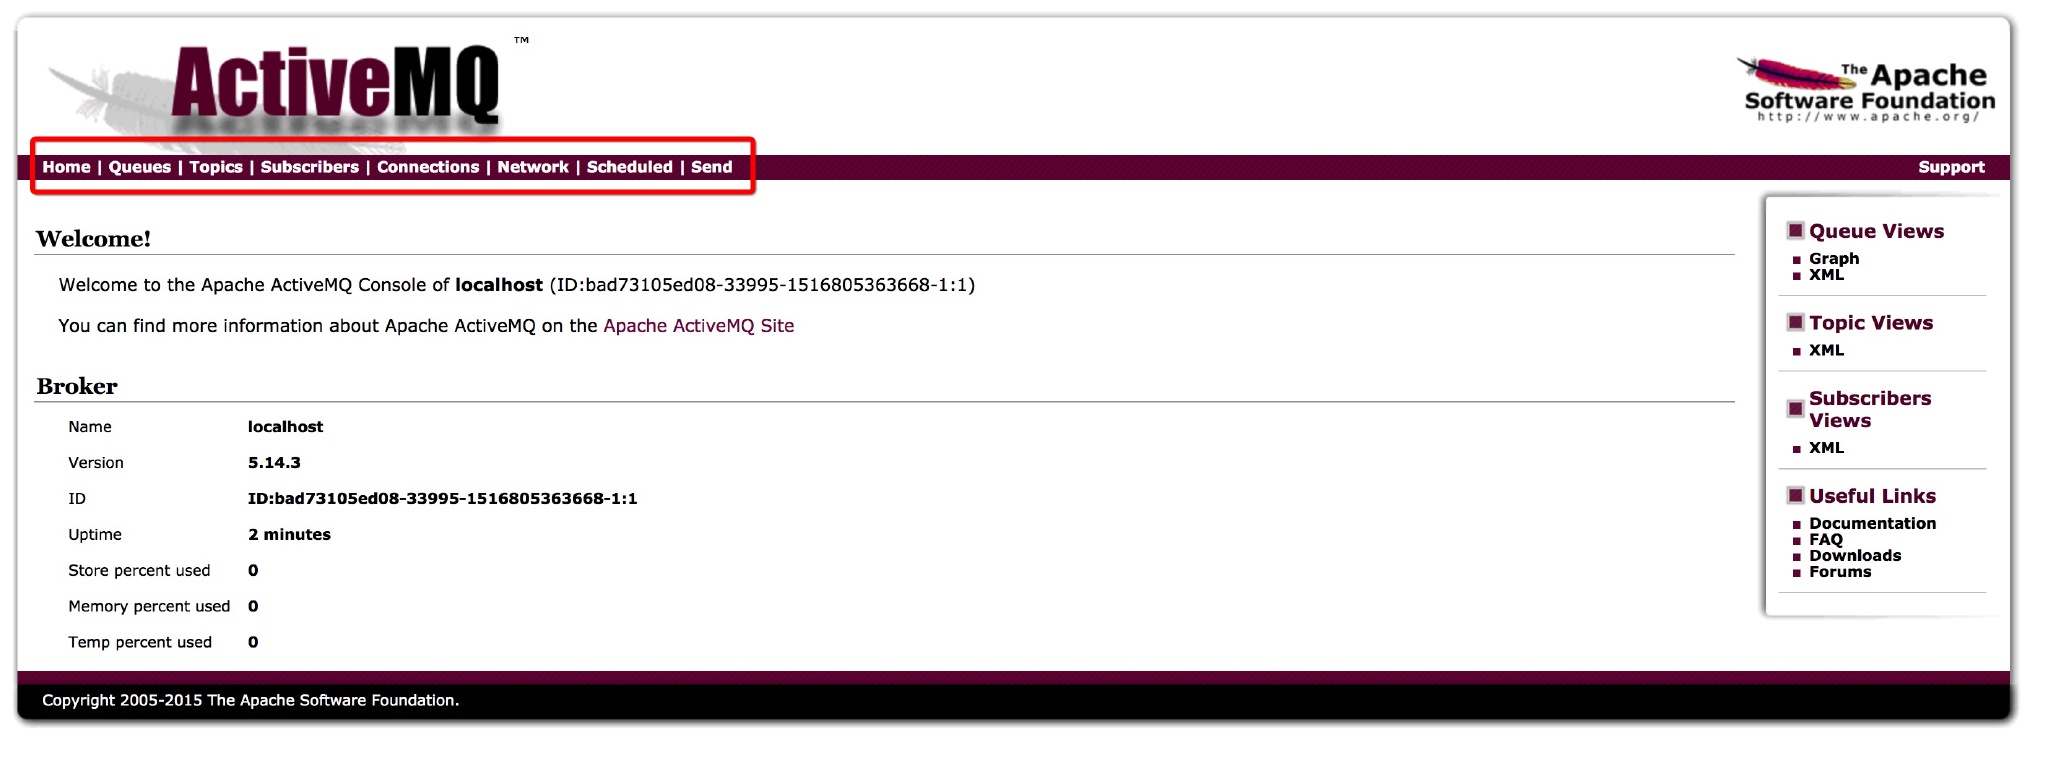 ActiveMQ ™
The Apache
Software Foundation
http://www.apache.org/
Home | Queues | Topics | Subscribers | Connections | Network | Scheduled | Send
Support
Welcome!
Welcome to the Apache ActiveMQ Console of localhost (ID:bad73105ed08-33995-1516805363668-1:1)
You can find more information about Apache ActiveMQ on the Apache ActiveMQ Site
Broker
Name localhost
Version 5.14.3
ID ID:bad73105ed08-33995-1516805363668-1:1
Uptime 2 minutes
Store percent used 0
Memory percent used 0
Temp percent used 0
Queue Views
Graph
XML
Topic Views
XML
Subscribers
Views
XML
Useful Links
Documentation
FAQ
Downloads
Forums
Copyright 2005-2015 The Apache Software Foundation.